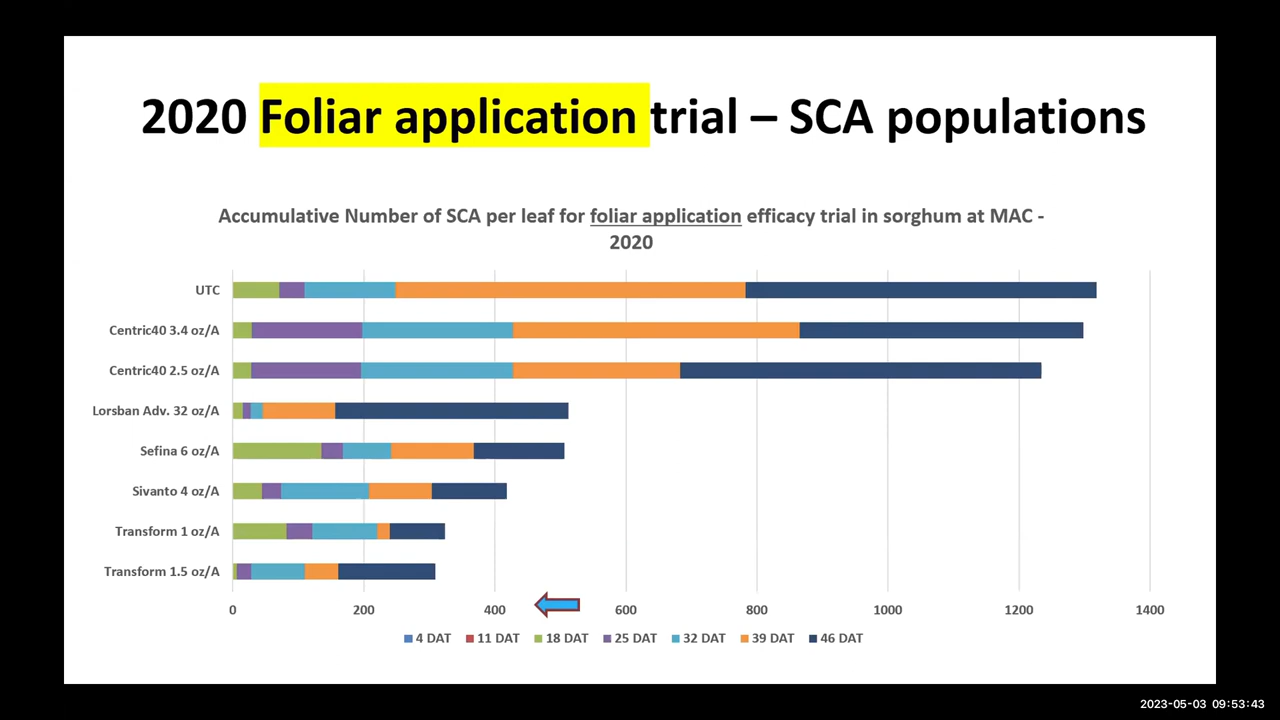 2020 Foliar application trial – SCA populations
Accumulative Number of SCA per leaf for foliar application efficacy trial in sorghum at MAC -
2020
UTC
Centric40 3.4 oz/A
Centric40 2.5 oz/A
Lorsban Adv. 32 oz/A
Sefina 6 oz/A
Sivanto 4 oz/A
Transform 1 oz/A
Transform 1.5 oz/A
0 200 400 600 800 1000 1200 1400
4 DAT 11 DAT 18 DAT 25 DAT 32 DAT 39 DAT 46 DAT
2023-05-03 09:53:43